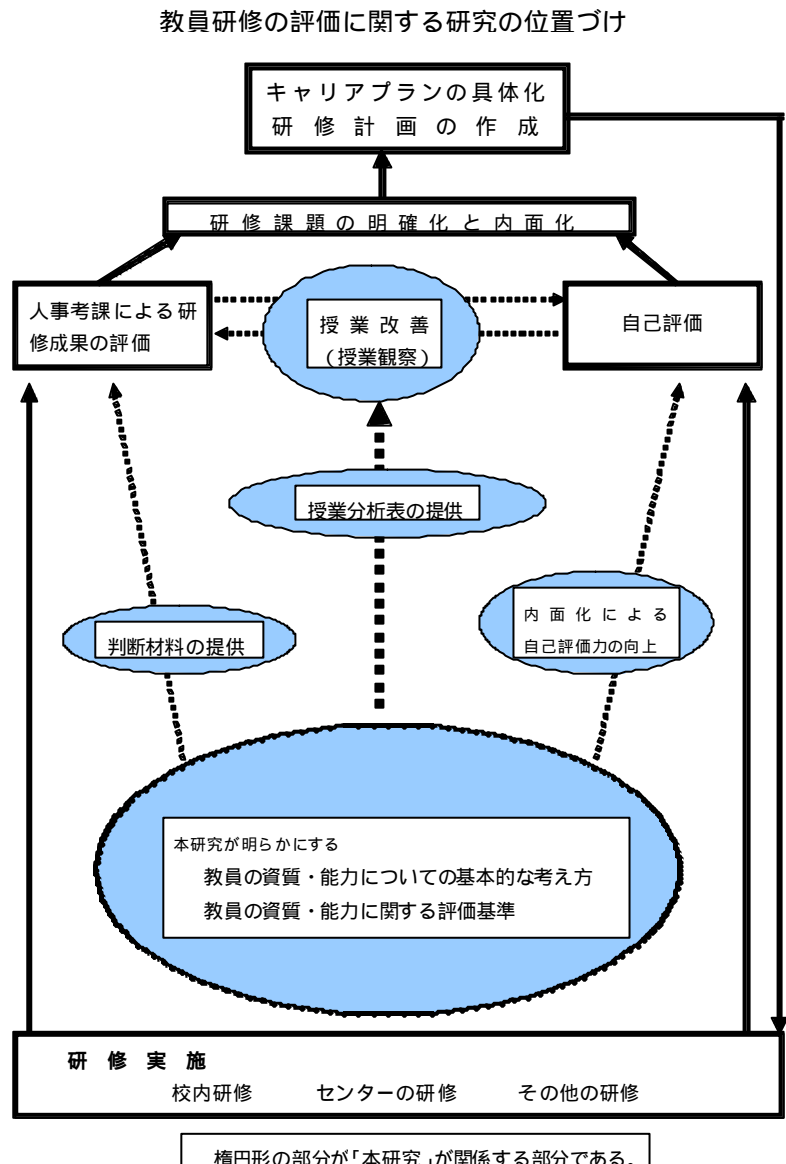 教員研修の評価に関する研究の位置づけ
キャリアプランの具体化
研修計画の作成
研修課題の明確化と内面化
人事考課による研
修成果の評価
授業改善
（授業観察）
自己評価
授業分析表の提供
内面化による
自己評価力の向上
判断材料の提供
本研究が明らかにする
教員の資質・能力についての基本的な考え方
教員の資質・能力に関する評価基準
研修実施
校内研修 センターの研修 その他の研修
楕円形の部分が「本研究」が関係する部分である。